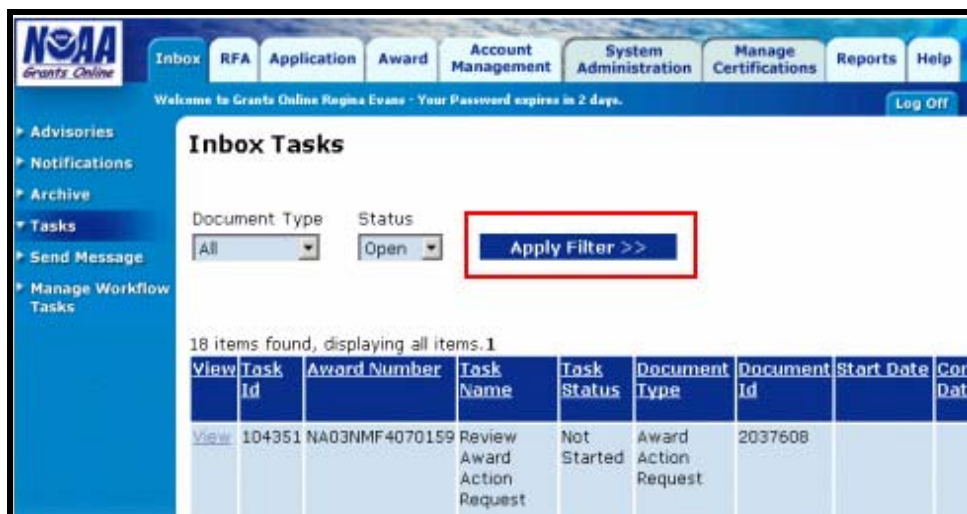 NOAA
Grants Online
Inbox RFA Application Award Account Management System Administration Manage Certifications Reports Help
Welcome to Grants Online Regina Evans - Your Password expires in 2 days.
Log Off
Advisories
Notifications
Archive
Tasks
Send Message
Manage Workflow
Tasks
Inbox Tasks
Document Type Status
All Open Apply Filter >>
18 items found, displaying all items.1
View Task Id Award Number Task Name Task Status Document Type Document Id Start Date
View 104351 NA03NMF4070159 Review Award Action Request Not Started Award Action Request 2037608